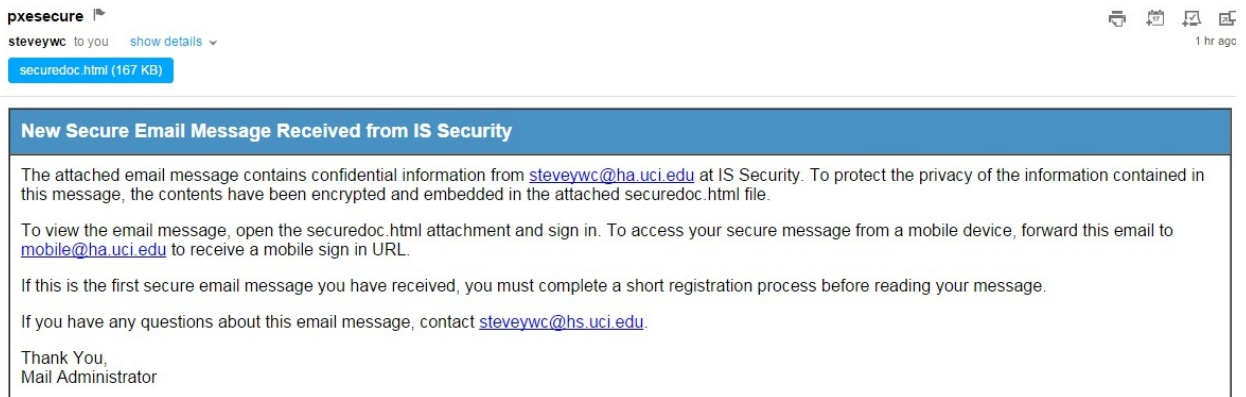 pxesecure
steveywc to you show details
1 hr ago
securedoc.html (167 KB)
New Secure Email Message Received from IS Security
The attached email message contains confidential information from steveywc@ha.uci.edu at IS Security. To protect the privacy of the information contained in
this message, the contents have been encrypted and embedded in the attached securedoc.html file.
To view the email message, open the securedoc.html attachment and sign in. To access your secure message from a mobile device, forward this email to
mobile@ha.uci.edu to receive a mobile sign in URL.
If this is the first secure email message you have received, you must complete a short registration process before reading your message.
If you have any questions about this email message, contact steveywc@hs.uci.edu.
Thank You,
Mail Administrator